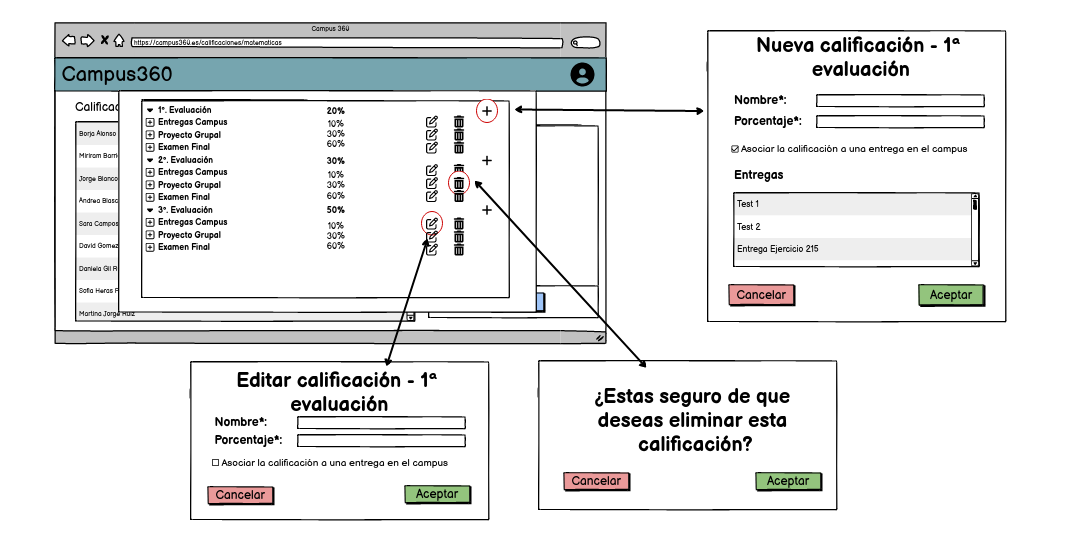 Campus 360
https://campus360.es/calificaciones/matematicas
Campus360
Calificac
Borja Alonso
Miriram Barri
Jorge Blanco
Andrea Blasc
Sara Campos
David Gomez
Daniela Gil R
Sofia Heras F
Martina Jorge Ruiz
1ª. Evaluación 20%
Entregas Campus 10%
Proyecto Grupal 30%
Examen Final 60%
2ª. Evaluación 30%
Entregas Campus 10%
Proyecto Grupal 30%
Examen Final 60%
3ª. Evaluación 50%
Entregas Campus 10%
Proyecto Grupal 30%
Examen Final 60%
Nueva calificación - 1ª
evaluación
Nombre*:
Porcentaje*:
Asociar la calificación a una entrega en el campus
Entregas
Test 1
Test 2
Entrega Ejercicio 215
Cancelar Aceptar
Editar calificación - 1ª
evaluación
Nombre*:
Porcentaje*:
Asociar la calificación a una entrega en el campus
Cancelar Aceptar
¿Estas seguro de que
deseas eliminar esta
calificación?
Cancelar Aceptar